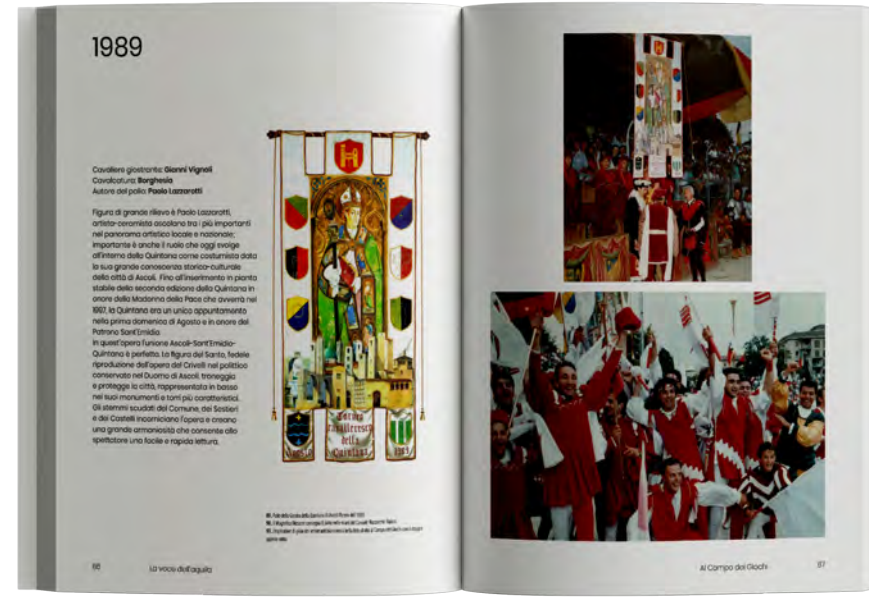 1989
Cavaliere giostrante: Gianni Vignoli
Cavalcatura: Borghesia
Autore del palio: Paolo Lazzarotti
Figura di grande rilievo è Paolo Lazzarotti,
artista-ceramista ascolano tra i più importanti
nel panorama artistico locale e nazionale;
importante è anche il ruolo che oggi svolge
all'interno della Quintana come costumista data
la sua grande conoscenza storico-culturale
della città di Ascoli. Fino all'inserimento in pianta
stabile della seconda edizione della Quintana in
onore della Madonna della Pace che avverrà nel
1997, la Quintana era un unico appuntamento
nella prima domenica di Agosto e in onore del
Patrono Sant'Emidio.
In quest'opera l'unione Ascoli-Sant'Emidio-
Quintana è perfetta. La figura del Santo, fedele
riproduzione dell'opera del Crivelli nel polittico
conservato nel Duomo di Ascoli, troneggia
e protegge la città, rappresentata in basso
nei suoi monumenti e torri più caratteristici.
Gli stemmi scudati del Comune, dei Sestieri
e dei Castelli incorniciano l'opera e creano
una grande armoniosità che consente allo
spettatore una facile e rapida lettura.
Torneo
cavalleresco
della
Quintana
Agosto
1989
La voce dell'aquila
Al Campo dei Giochi